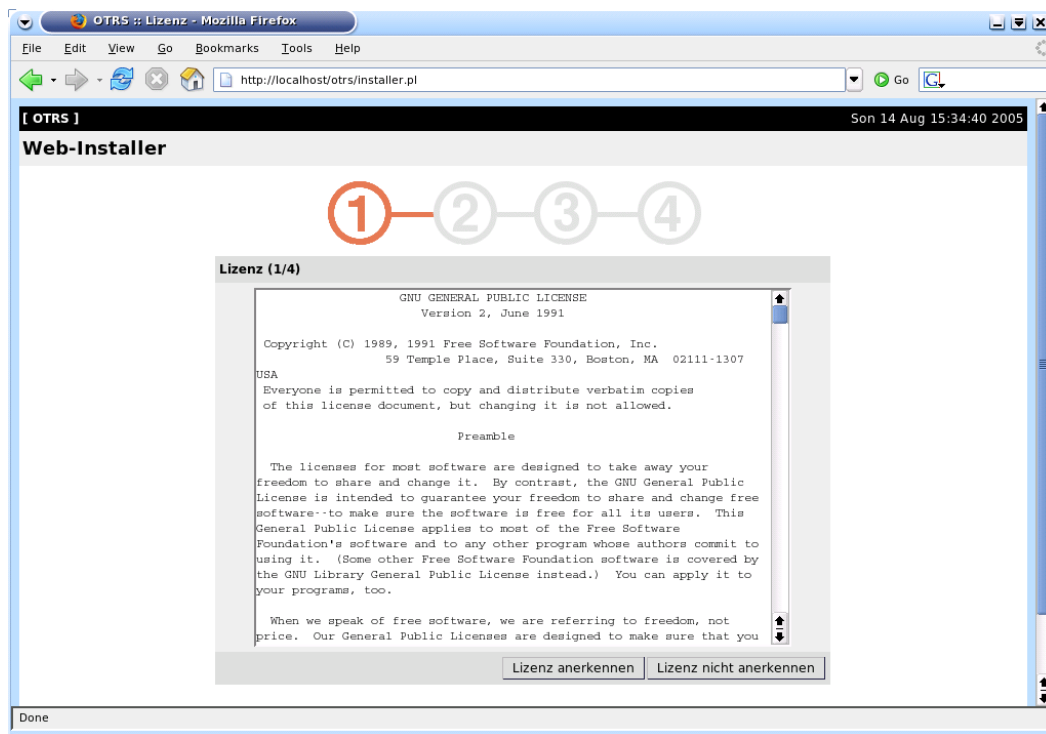 OTRS :: Lizenz - Mozilla Firefox
File Edit View Go Bookmarks Tools Help
http://localhost/otrs/installer.pl Go G
[ OTRS ] Son 14 Aug 15:34:40 2005
Web-Installer
1 2 3 4
Lizenz (1/4)
GNU GENERAL PUBLIC LICENSE
Version 2, June 1991
Copyright (C) 1989, 1991 Free Software Foundation, Inc.
59 Temple Place, Suite 330, Boston, MA 02111-1307
USA
Everyone is permitted to copy and distribute verbatim copies
of this license document, but changing it is not allowed.
Preamble
The licenses for most software are designed to take away your
freedom to share and change it. By contrast, the GNU General Public
License is intended to guarantee your freedom to share and change free
software--to make sure the software is free for all its users. This
General Public License applies to most of the Free Software
Foundation's software and to any other program whose authors commit to
using it. (Some other Free Software Foundation software is covered by
the GNU Library General Public License instead.) You can apply it to
your programs, too.
When we speak of free software, we are referring to freedom, not
price. Our General Public Licenses are designed to make sure that you
Lizenz anerkennen Lizenz nicht anerkennen
Done